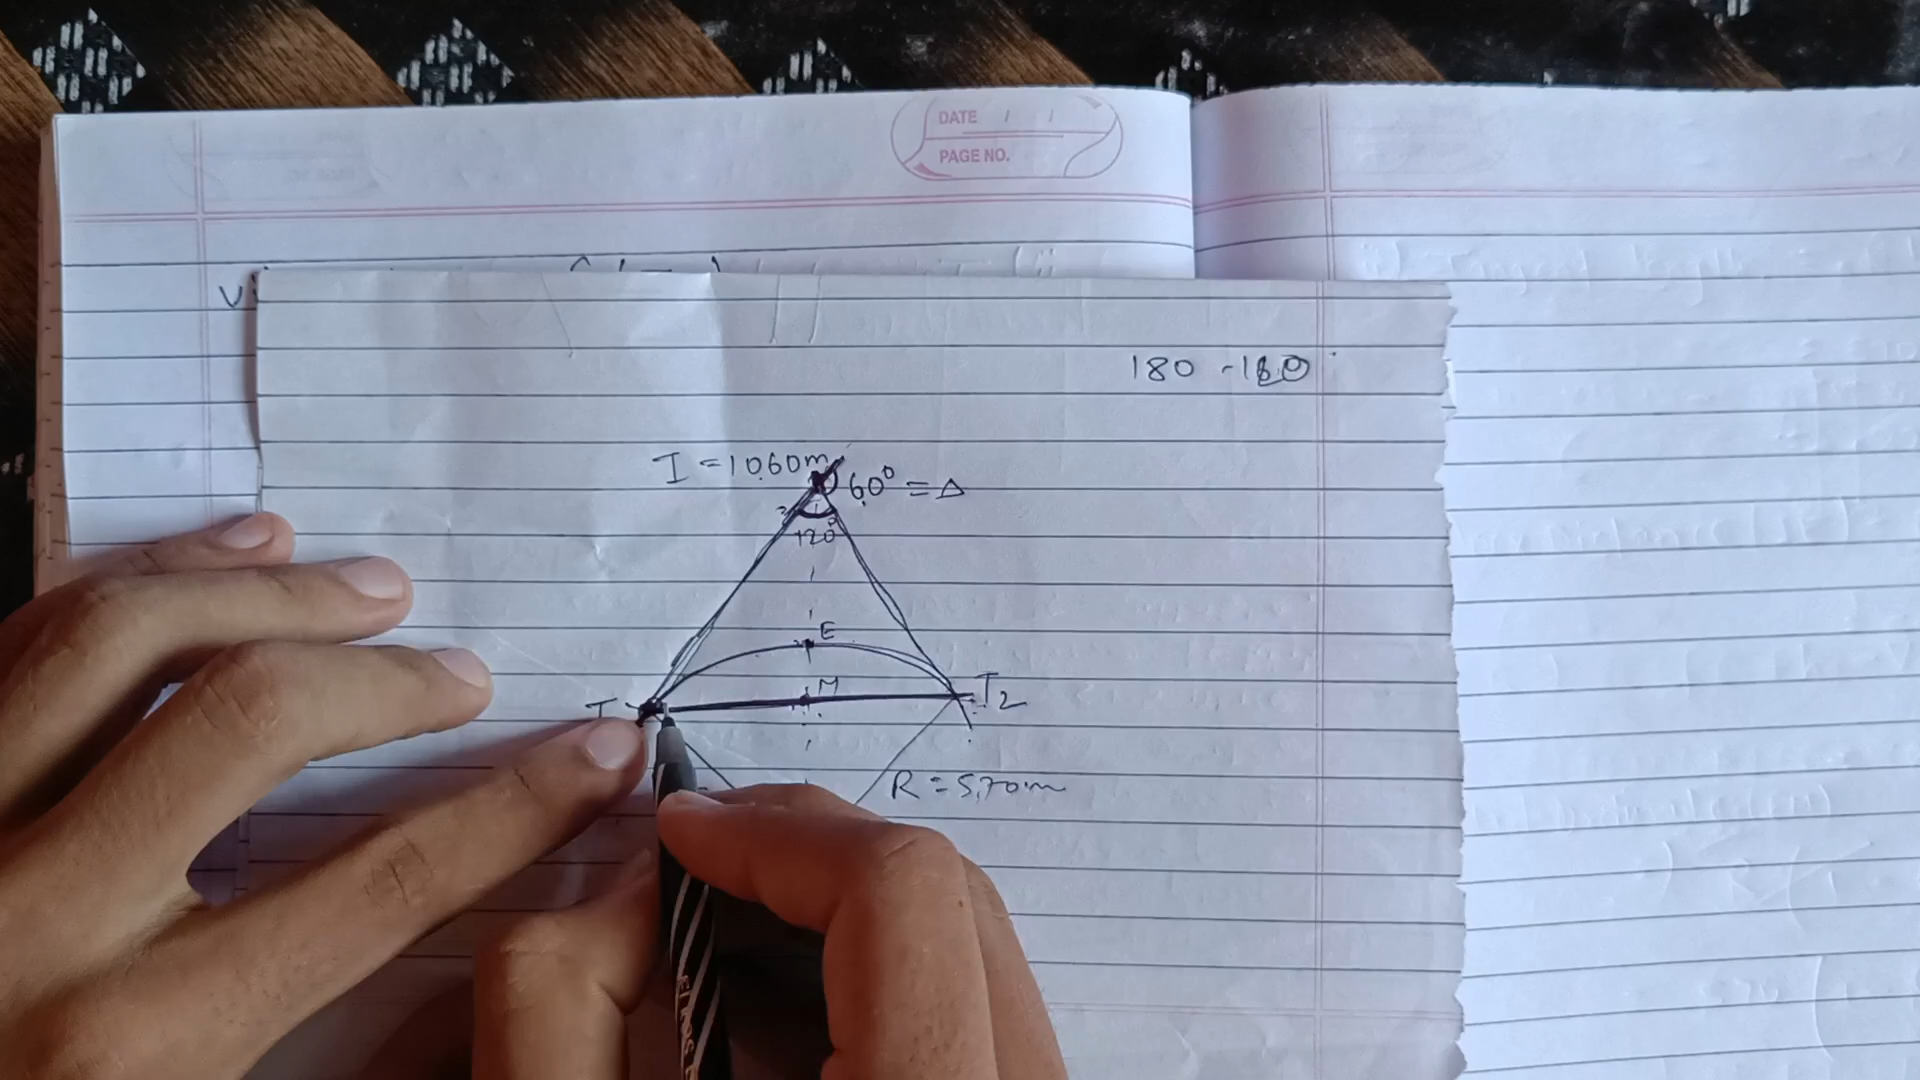 DATE / /
PAGE NO.
180 - 180
I = 1060m
60° = Δ
120°
E
M
T2
R = 570m